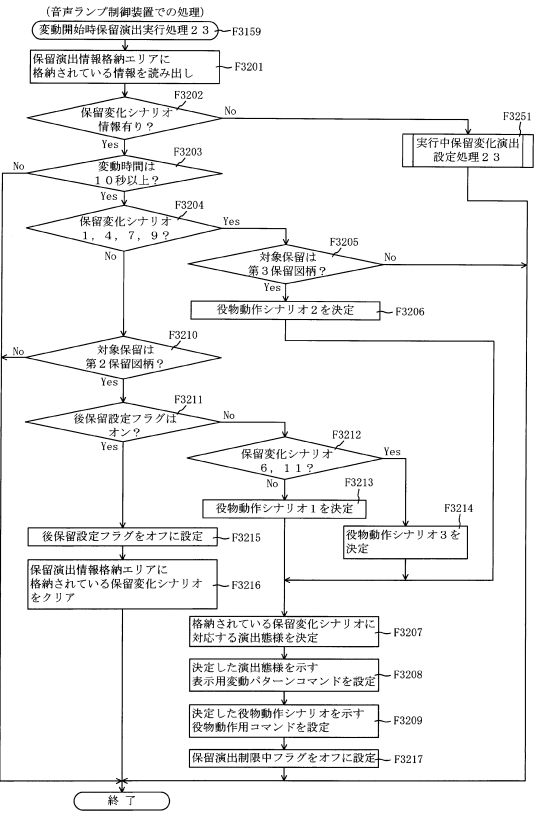 （音声ランプ制御装置での処理）
変動開始時保留演出実行処理２３
F3159
保留演出情報格納エリアに
格納されている情報を読み出し
F3201
F3202
保留変化シナリオ
情報有り？
No
Yes
F3251
実行中保留変化演出
設定処理２３
F3203
変動時間は
１０秒以上？
No
Yes
F3204
保留変化シナリオ
１，４，７，９？
Yes
No
F3205
対象保留は
第３保留図柄？
No
Yes
役物動作シナリオ２を決定
F3206
F3210
対象保留は
第２保留図柄？
No
Yes
F3211
後保留設定フラグは
オン？
No
Yes
F3212
保留変化シナリオ
６，１１？
Yes
No
F3213
役物動作シナリオ１を決定
F3214
役物動作シナリオ３を
決定
後保留設定フラグをオフに設定
F3215
保留演出情報格納エリアに
格納されている保留変化シナリオ
をクリア
F3216
格納されている保留変化シナリオに
対応する演出態様を決定
F3207
決定した演出態様を示す
表示用変動パターンコマンドを設定
F3208
決定した役物動作シナリオを示す
役物動作用コマンドを設定
F3209
保留演出制限中フラグをオフに設定
F3217
終了